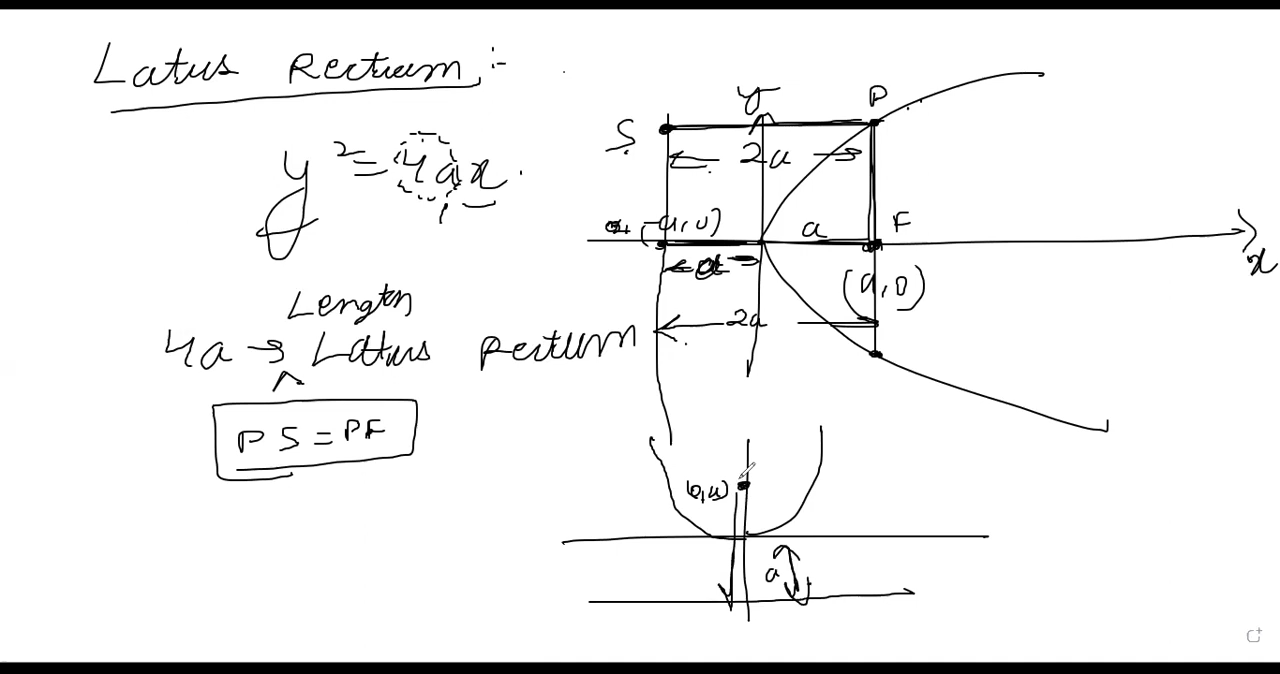 Latus Rectum :-
y² = 4ax.
Length
4a → Latus Rectum
PS = PF
y
P
S
2a
(-a, 0)
a
F
x
a
(a, 0)
2a
(0, a)
a